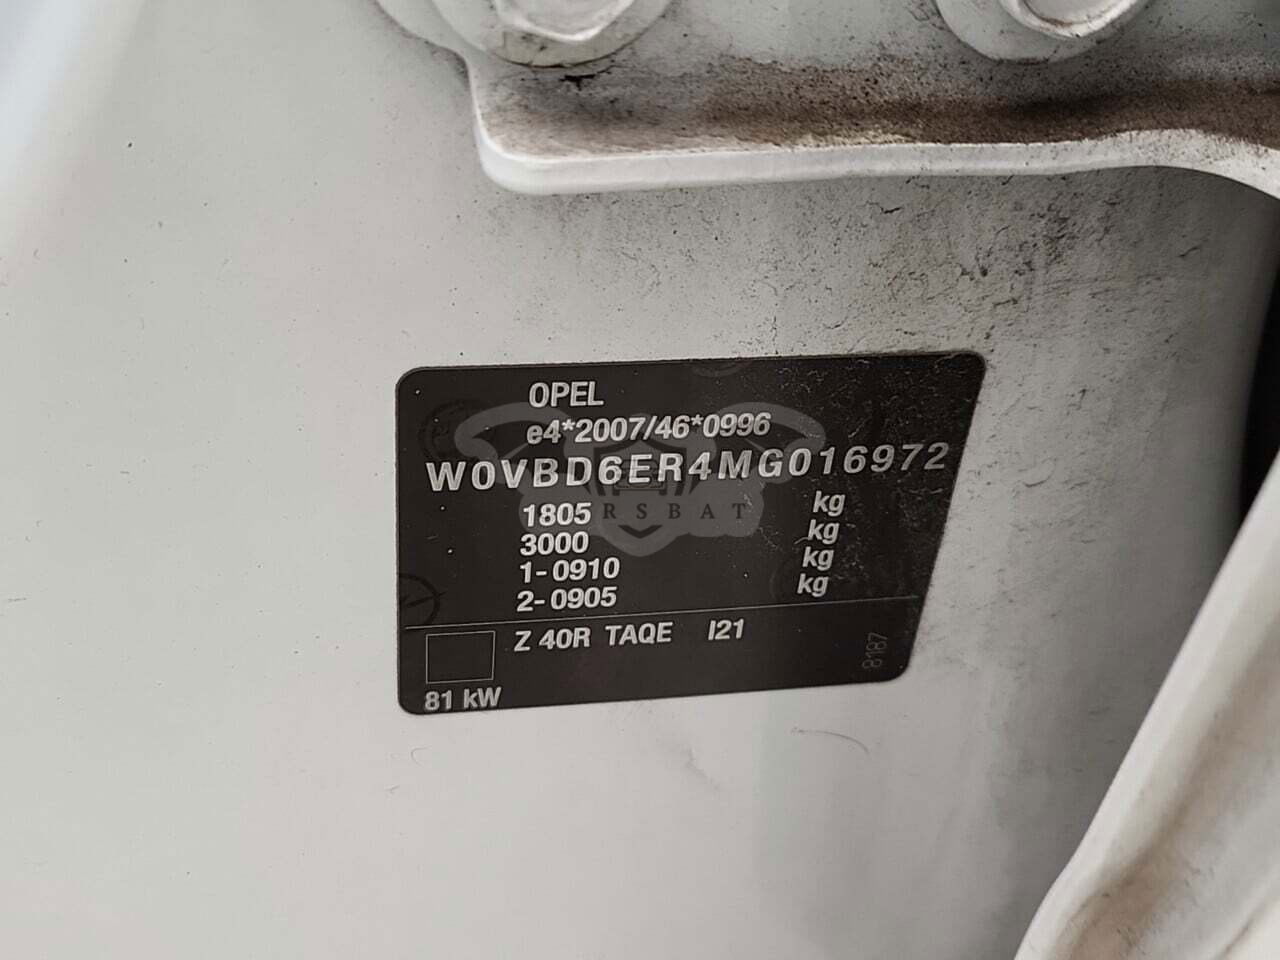 OPEL
e4*2007/46*0996
W0VBD6ER4MG016972
1805 kg
3000 kg
1-0910 kg
2-0905 kg
Z 40R TAQE I21
81 kW
8187
RSBAT